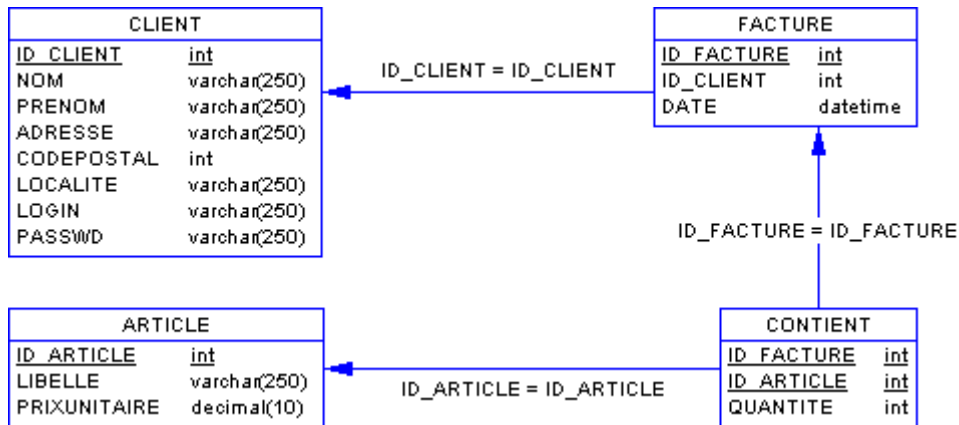 CLIENT
ID_CLIENT int
NOM varchar(250)
PRENOM varchar(250)
ADRESSE varchar(250)
CODEPOSTAL int
LOCALITE varchar(250)
LOGIN varchar(250)
PASSWD varchar(250)
ID_CLIENT = ID_CLIENT
FACTURE
ID_FACTURE int
ID_CLIENT int
DATE datetime
ID_FACTURE = ID_FACTURE
ARTICLE
ID_ARTICLE int
LIBELLE varchar(250)
PRIXUNITAIRE decimal(10)
ID_ARTICLE = ID_ARTICLE
CONTIENT
ID_FACTURE int
ID_ARTICLE int
QUANTITE int